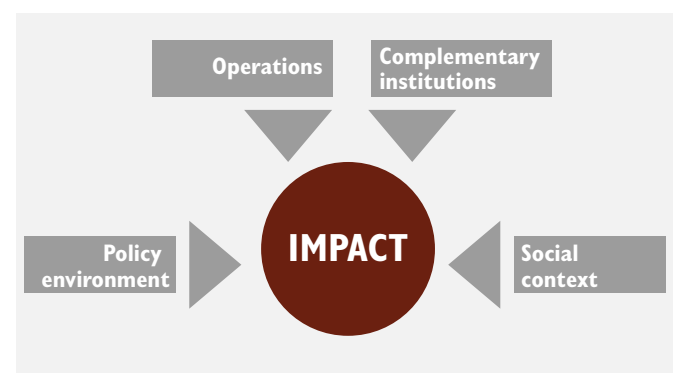 Operations
Complementary
institutions
IMPACT
Policy
environment
Social
context